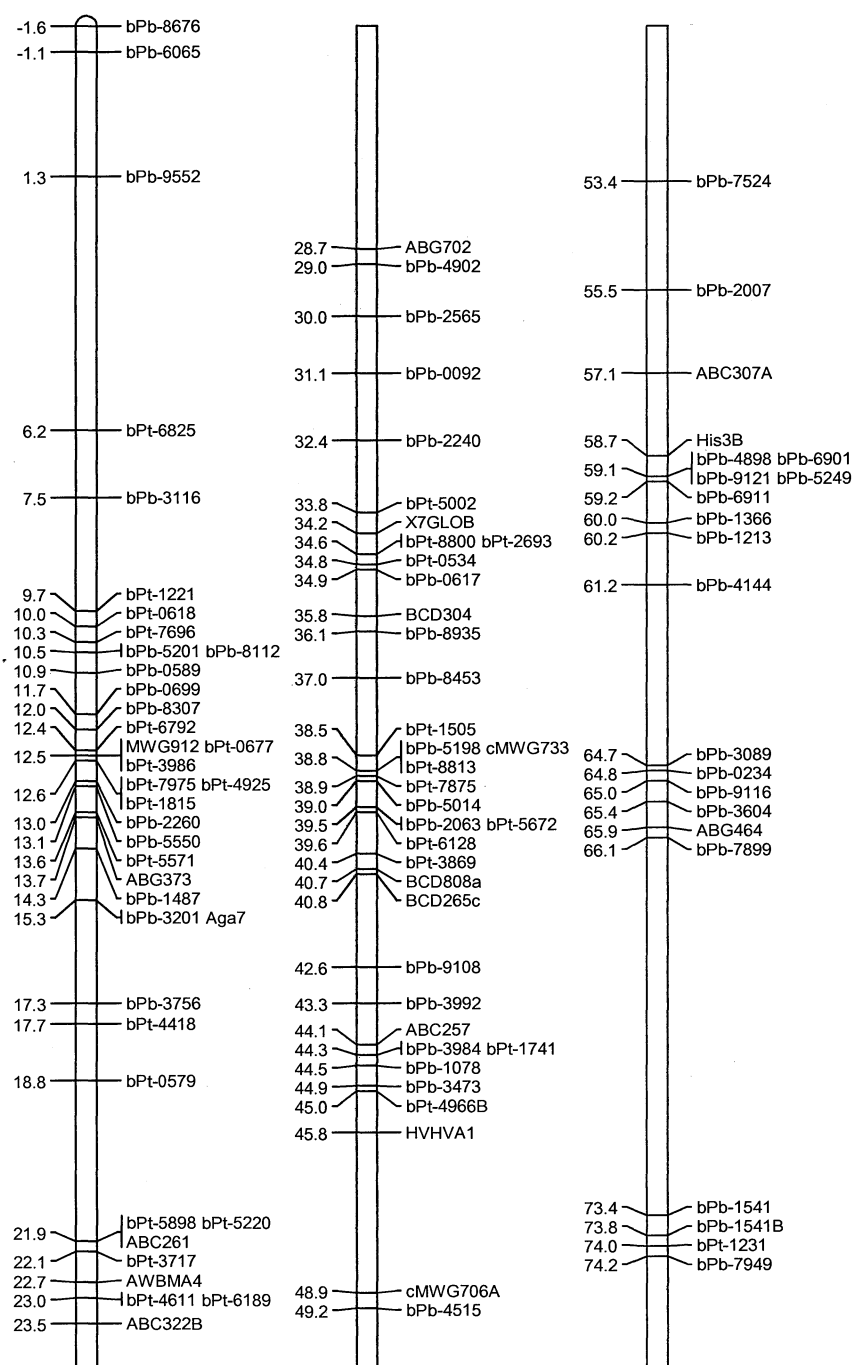 -1.6 bPb-8676
-1.1 bPb-6065
1.3 bPb-9552
6.2 bPt-6825
7.5 bPb-3116
9.7 bPt-1221
10.0 bPt-0618
10.3 bPt-7696
10.5 bPb-5201 bPb-8112
10.9 bPb-0589
11.7 bPb-0699
12.0 bPb-8307
12.4 bPt-6792
12.5 MWG912 bPt-0677
bPt-3986
12.6 bPt-7975 bPt-4925
bPt-1815
13.0 bPb-2260
13.1 bPb-5550
13.6 bPt-5571
13.7 ABG373
14.3 bPb-1487
15.3 bPb-3201 Aga7
17.3 bPb-3756
17.7 bPt-4418
18.8 bPt-0579
21.9 bPt-5898 bPt-5220
ABC261
22.1 bPt-3717
22.7 AWBMA4
23.0 bPt-4611 bPt-6189
23.5 ABC322B
28.7 ABG702
29.0 bPb-4902
30.0 bPb-2565
31.1 bPb-0092
32.4 bPb-2240
33.8 bPt-5002
34.2 X7GLOB
34.6 bPt-8800 bPt-2693
34.8 bPt-0534
34.9 bPb-0617
35.8 BCD304
36.1 bPb-8935
37.0 bPb-8453
38.5 bPt-1505
38.8 bPb-5198 cMWG733
bPt-8813
38.9 bPt-7875
39.0 bPb-5014
39.5 bPb-2063 bPt-5672
39.6 bPt-6128
40.4 bPt-3869
40.7 BCD808a
40.8 BCD265c
42.6 bPb-9108
43.3 bPb-3992
44.1 ABC257
44.3 bPb-3984 bPt-1741
44.5 bPb-1078
44.9 bPb-3473
45.0 bPt-4966B
45.8 HVHVA1
48.9 cMWG706A
49.2 bPb-4515
53.4 bPb-7524
55.5 bPb-2007
57.1 ABC307A
58.7 His3B
59.1 bPb-4898 bPb-6901
bPb-9121 bPb-5249
59.2 bPb-6911
60.0 bPb-1366
60.2 bPb-1213
61.2 bPb-4144
64.7 bPb-3089
64.8 bPb-0234
65.0 bPb-9116
65.4 bPb-3604
65.9 ABG464
66.1 bPb-7899
73.4 bPb-1541
73.8 bPb-1541B
74.0 bPt-1231
74.2 bPb-7949